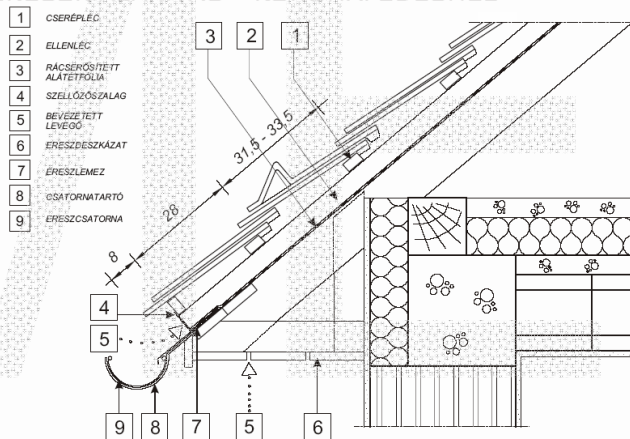 1 CSERÉPLÉC
2 ELLENLÉC
3 RÁCSERŐSÍTETT
ALÁTÉTFÓLIA
4 SZELLŐZŐSZALAG
5 BEVEZETETT
LEVEGŐ
6 ERESZDESZKÁZAT
7 ERESZLEMEZ
8 CSATORNATARTÓ
9 ERESZCSATORNA
3 2 1
31,5 - 33,5
28
8
4
5
9 8 7 5 6